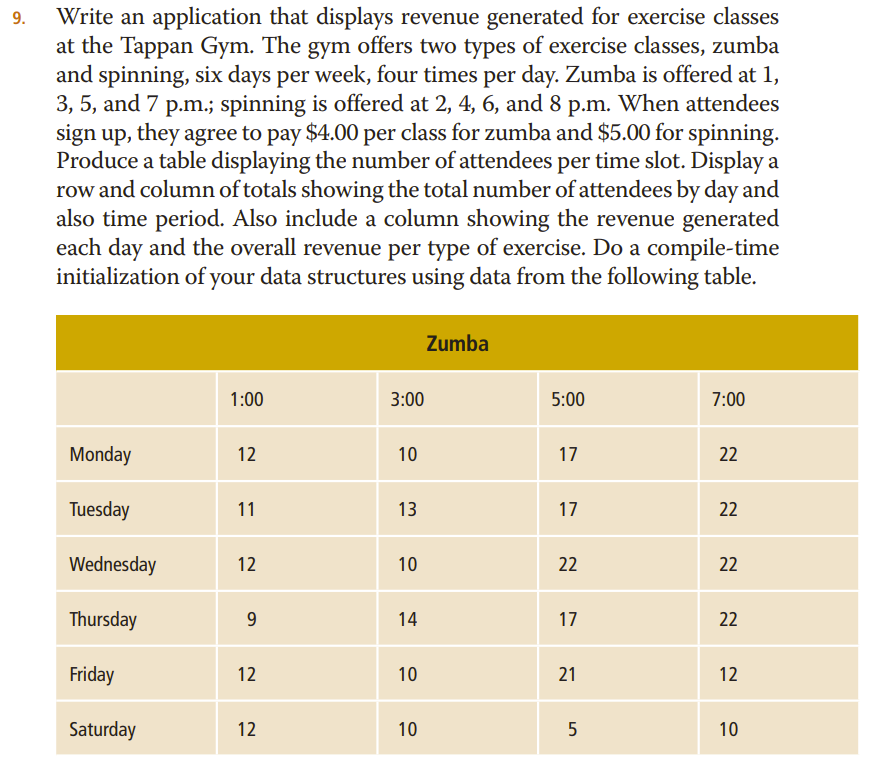 9. Write an application that displays revenue generated for exercise classes
at the Tappan Gym. The gym offers two types of exercise classes, zumba
and spinning, six days per week, four times per day. Zumba is offered at 1,
3, 5, and 7 p.m.; spinning is offered at 2, 4, 6, and 8 p.m. When attendees
sign up, they agree to pay $4.00 per class for zumba and $5.00 for spinning.
Produce a table displaying the number of attendees per time slot. Display a
row and column of totals showing the total number of attendees by day and
also time period. Also include a column showing the revenue generated
each day and the overall revenue per type of exercise. Do a compile-time
initialization of your data structures using data from the following table.
Zumba
1:00 3:00 5:00 7:00
Monday 12 10 17 22
Tuesday 11 13 17 22
Wednesday 12 10 22 22
Thursday 9 14 17 22
Friday 12 10 21 12
Saturday 12 10 5 10